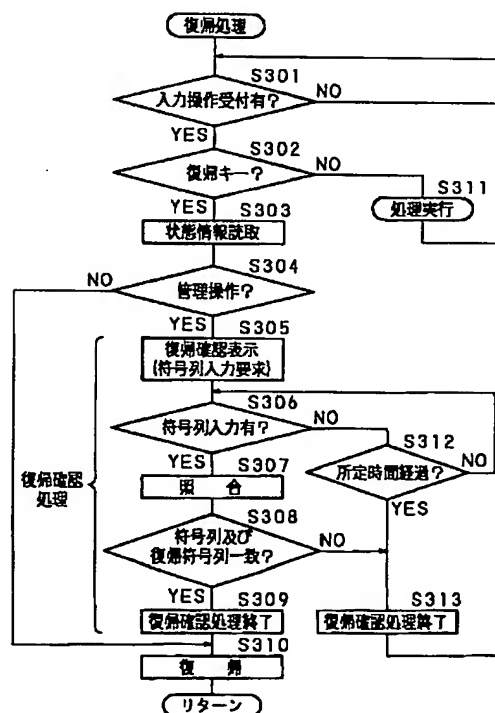 復帰処理
S301
入力操作受付有?
NO
YES
S302
復帰キー?
NO
S311
処理実行
YES
S303
状態情報読取
S304
NO
管理操作?
YES
S305
復帰確認表示
(符号列入力要求)
S306
符号列入力有?
NO
S312
所定時間経過?
NO
YES
YES
S307
照 合
復帰確認
処理
S308
符号列及び
復帰符号列一致?
NO
YES
S309
復帰確認処理終了
S313
復帰確認処理終了
S310
復 帰
リターン